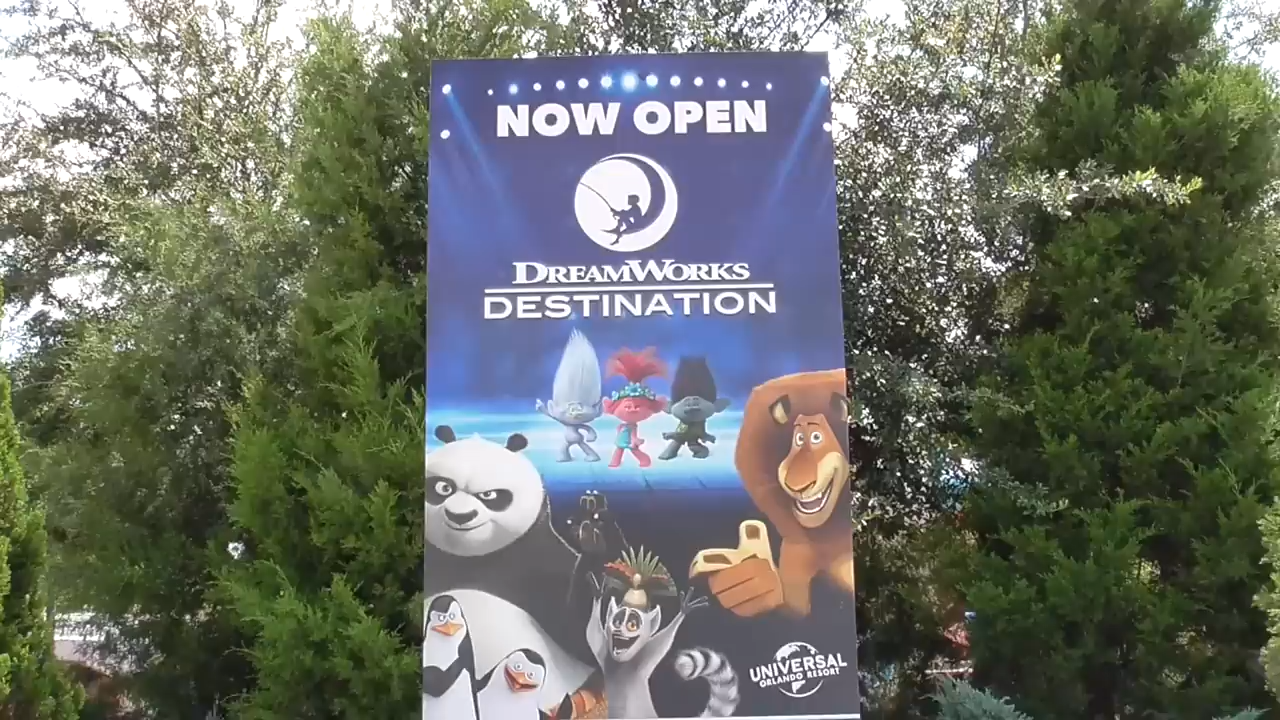 NOW OPEN
DREAMWORKS
DESTINATION
UNIVERSAL
ORLANDO RESORT